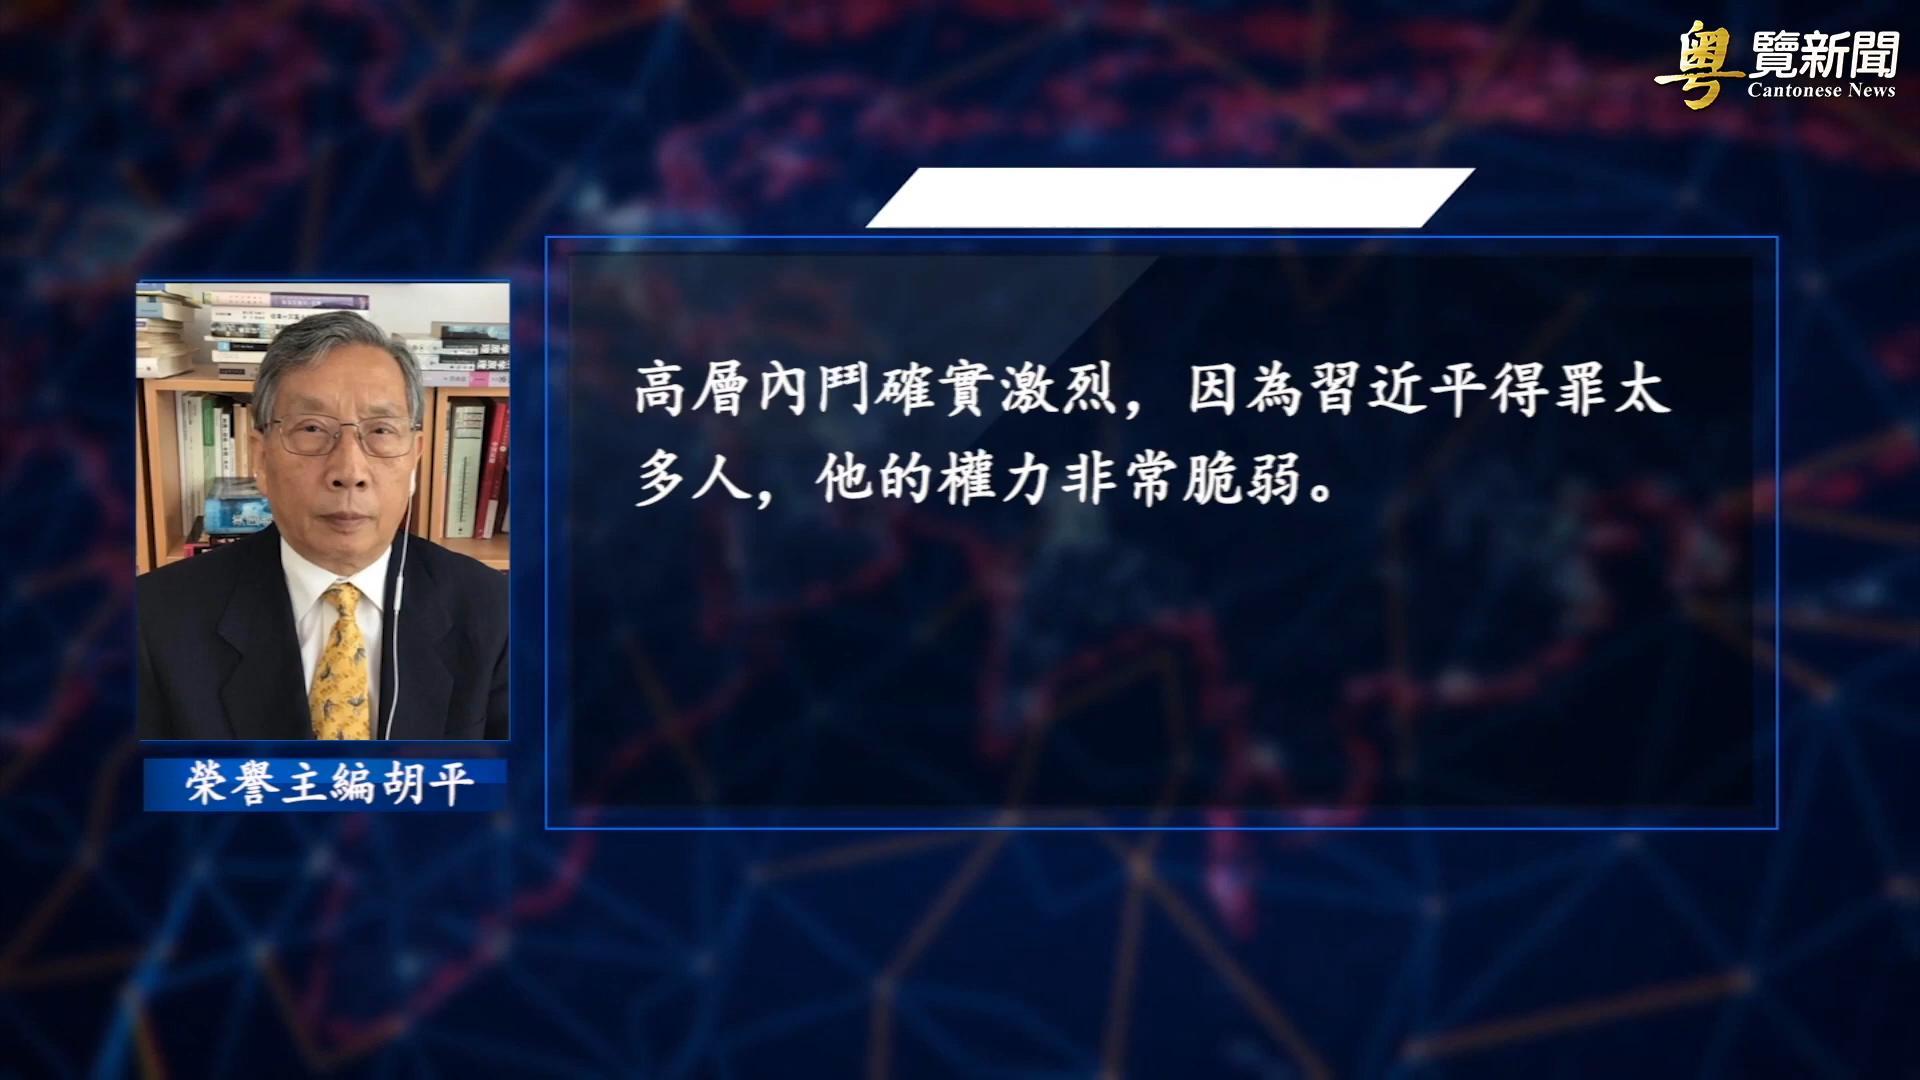 粵覽新聞
Cantonese News
高層內鬥確實激烈，因為習近平得罪太
多人，他的權力非常脆弱。
榮譽主編胡平